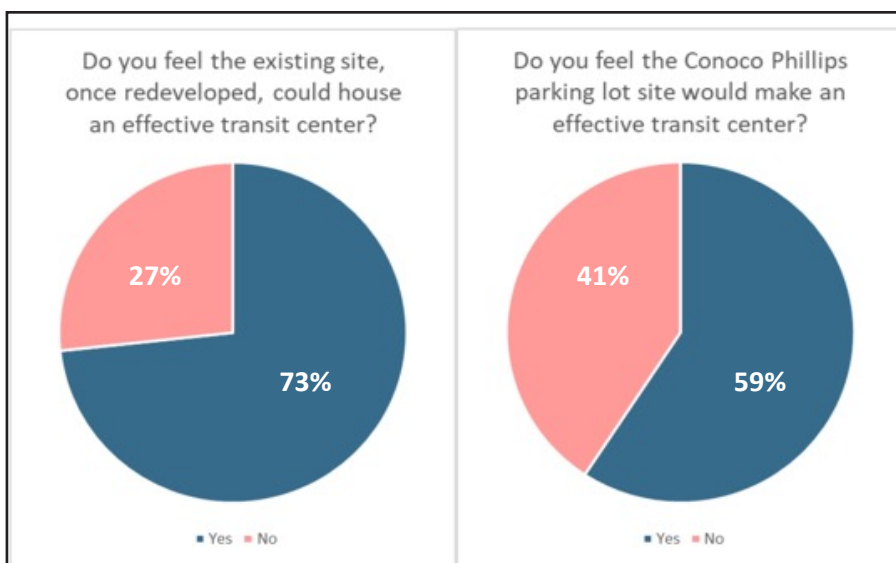 Do you feel the existing site,
once redeveloped, could house
an effective transit center?
27%
73%
Yes No
Do you feel the Conoco Phillips
parking lot site would make an
effective transit center?
41%
59%
Yes No